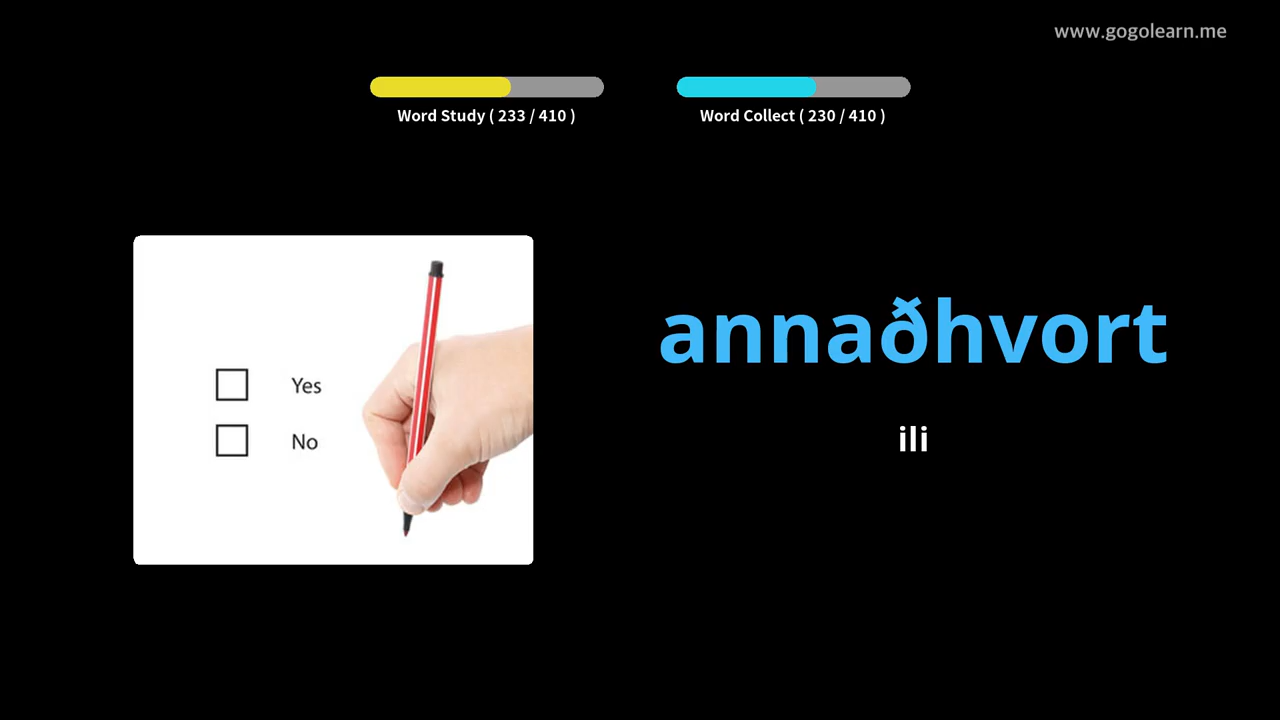 www.gogolearn.me
Word Study ( 233 / 410 )
Word Collect ( 230 / 410 )
Yes
No
annaðhvort
ili